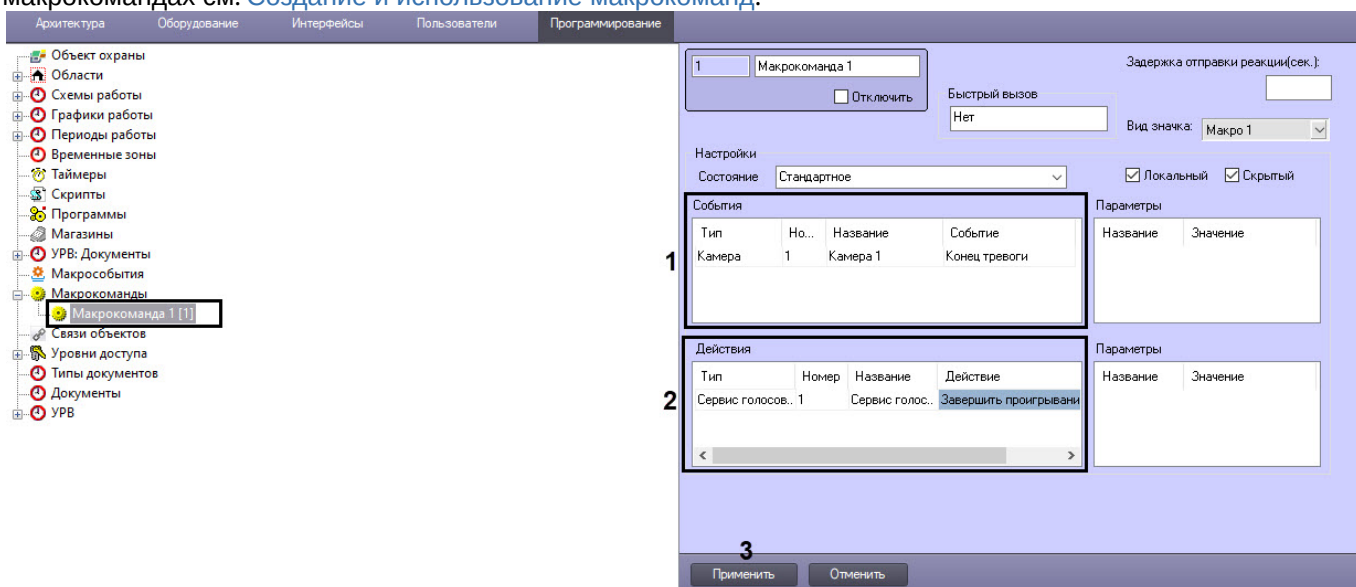 макрокомандах см. Создание и использование макрокоманд.
Архитектура Оборудование Интерфейсы Пользователи Программирование
Объект охраны
Области
Схемы работы
Графики работы
Периоды работы
Временные зоны
Таймеры
Скрипты
Программы
Магазины
УРВ: Документы
Макрособытия
Макрокоманды
Макрокоманда 1 [1]
Связи объектов
Уровни доступа
Типы документов
Документы
УРВ
1 Макрокоманда 1
Отключить
Быстрый вызов
Нет
Задержка отправки реакции(сек.):
Вид значка: Макро 1
Настройки
Состояние Стандартное
Локальный Скрытый
События
Тип Но... Название Событие
Камера 1 Камера 1 Конец тревоги
1
Параметры
Название Значение
Действия
Тип Номер Название Действие
Сервис голосов.. 1 Сервис голос.. Завершить проигрывани
2
Параметры
Название Значение
3
Применить Отменить